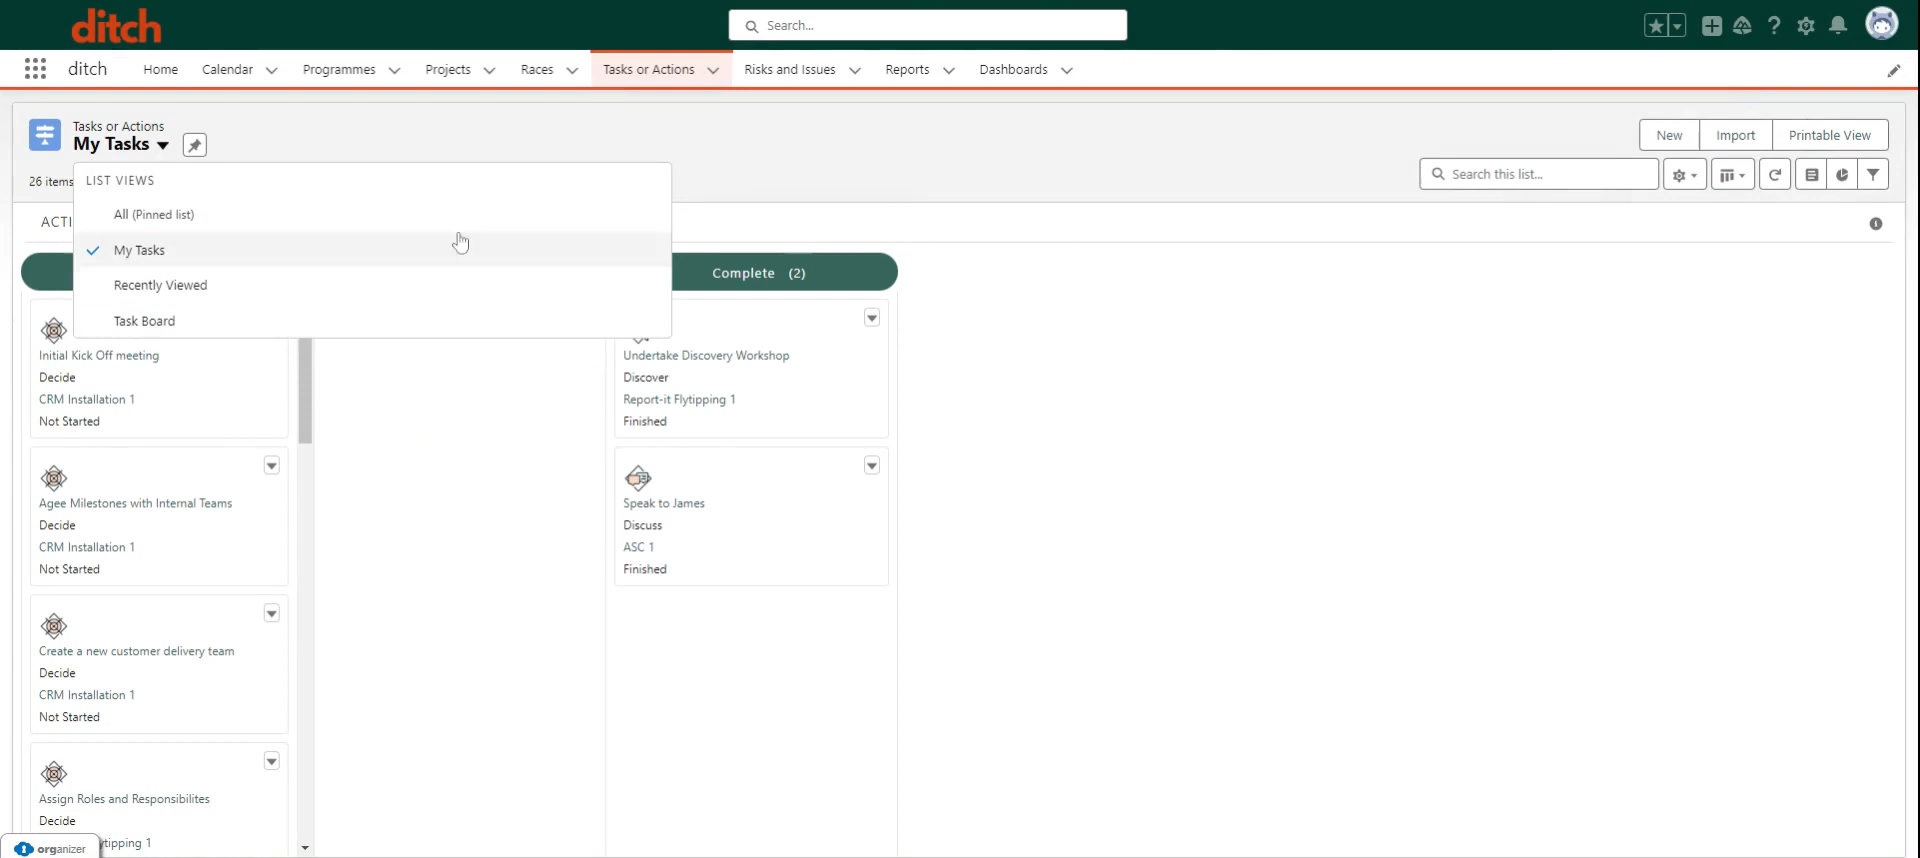 ditch
Search...
ditch
Home
Calendar
Programmes
Projects
Races
Tasks or Actions
Risks and Issues
Reports
Dashboards
Tasks or Actions
My Tasks
New
Import
Printable View
26 items
Search this list...
LIST VIEWS
All (Pinned list)
My Tasks
Recently Viewed
Task Board
ACTI
Complete (2)
Initial Kick Off meeting
Decide
CRM Installation 1
Not Started
Agee Milestones with Internal Teams
Decide
CRM Installation 1
Not Started
Create a new customer delivery team
Decide
CRM Installation 1
Not Started
Assign Roles and Responsibilites
Decide
ytipping 1
Undertake Discovery Workshop
Discover
Report-it Flytipping 1
Finished
Speak to James
Discuss
ASC 1
Finished
organizer